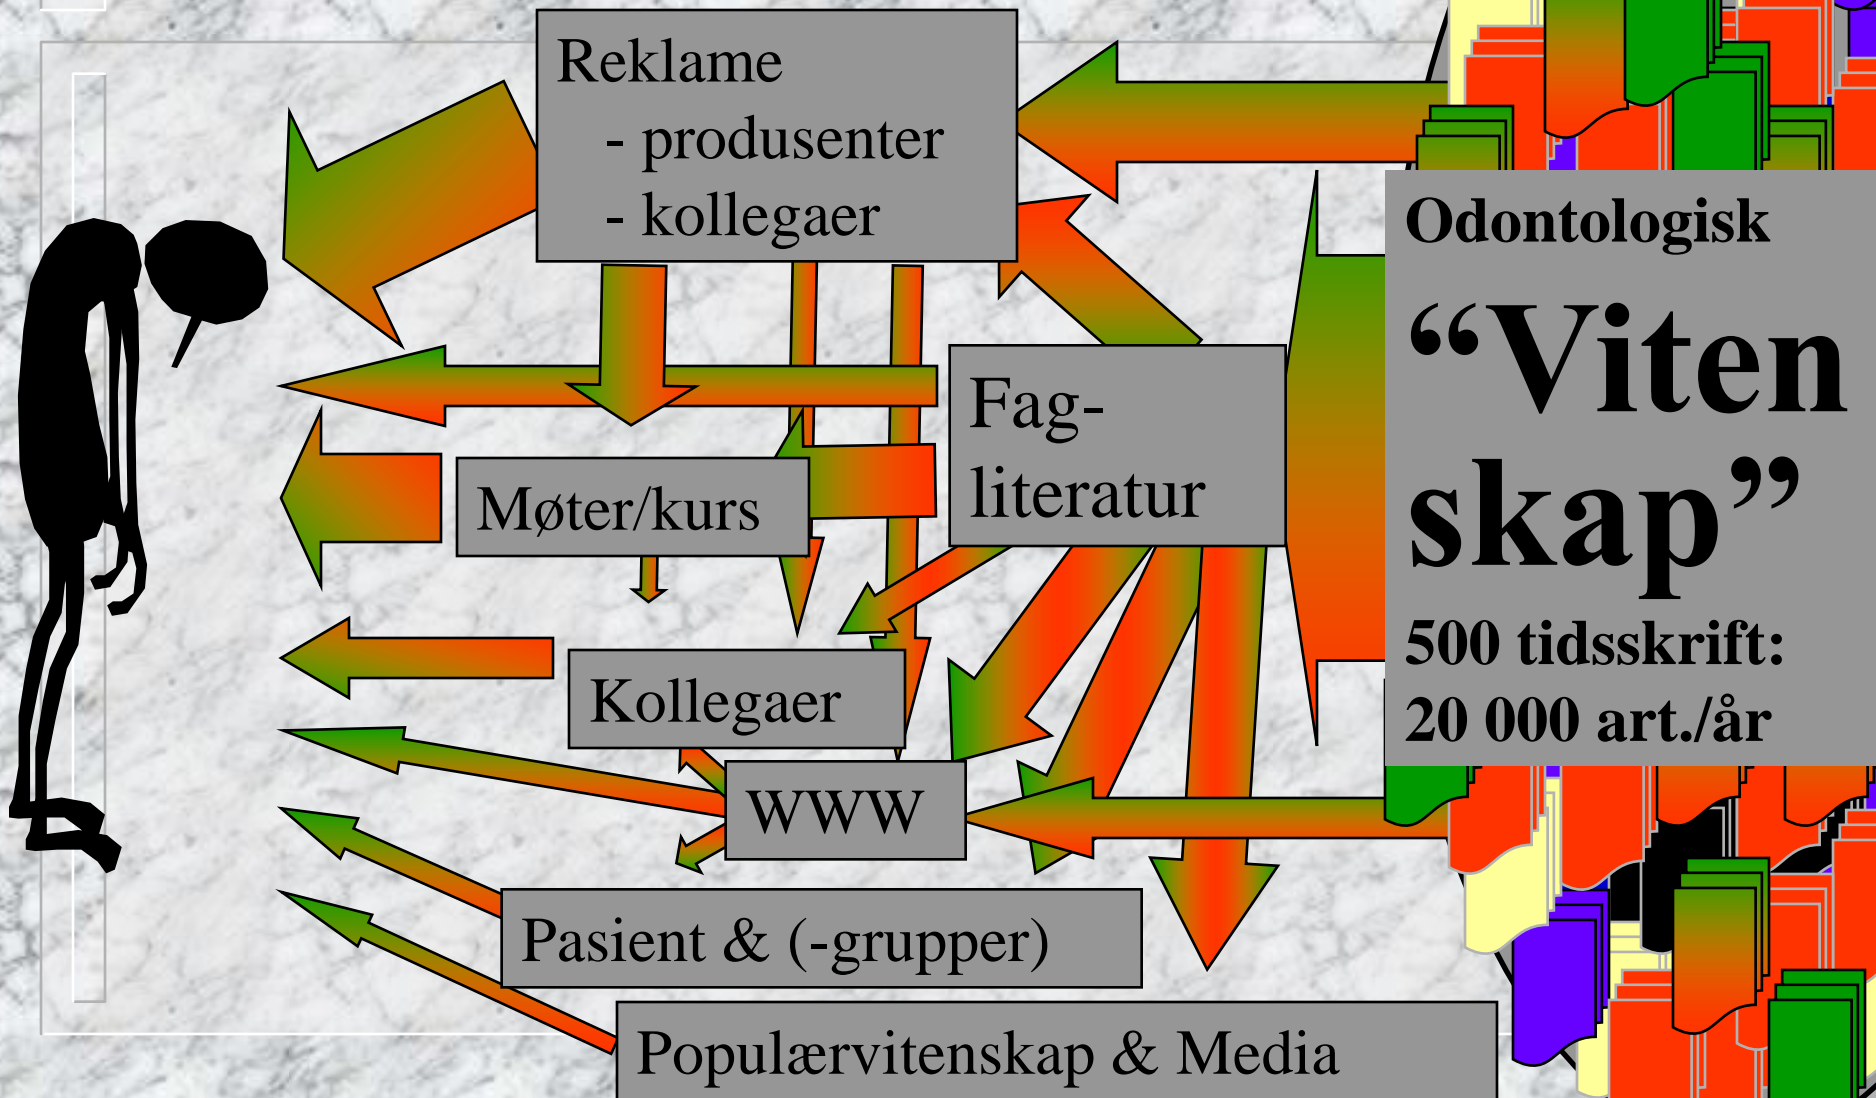 Reklame
- produsenter
- kollegaer
Odontologisk
“Viten
skap”
500 tidsskrift:
20 000 art./år
Fag-
literatur
Møter/kurs
Kollegaer
WWW
Pasient & (-grupper)
Populærvitenskap & Media